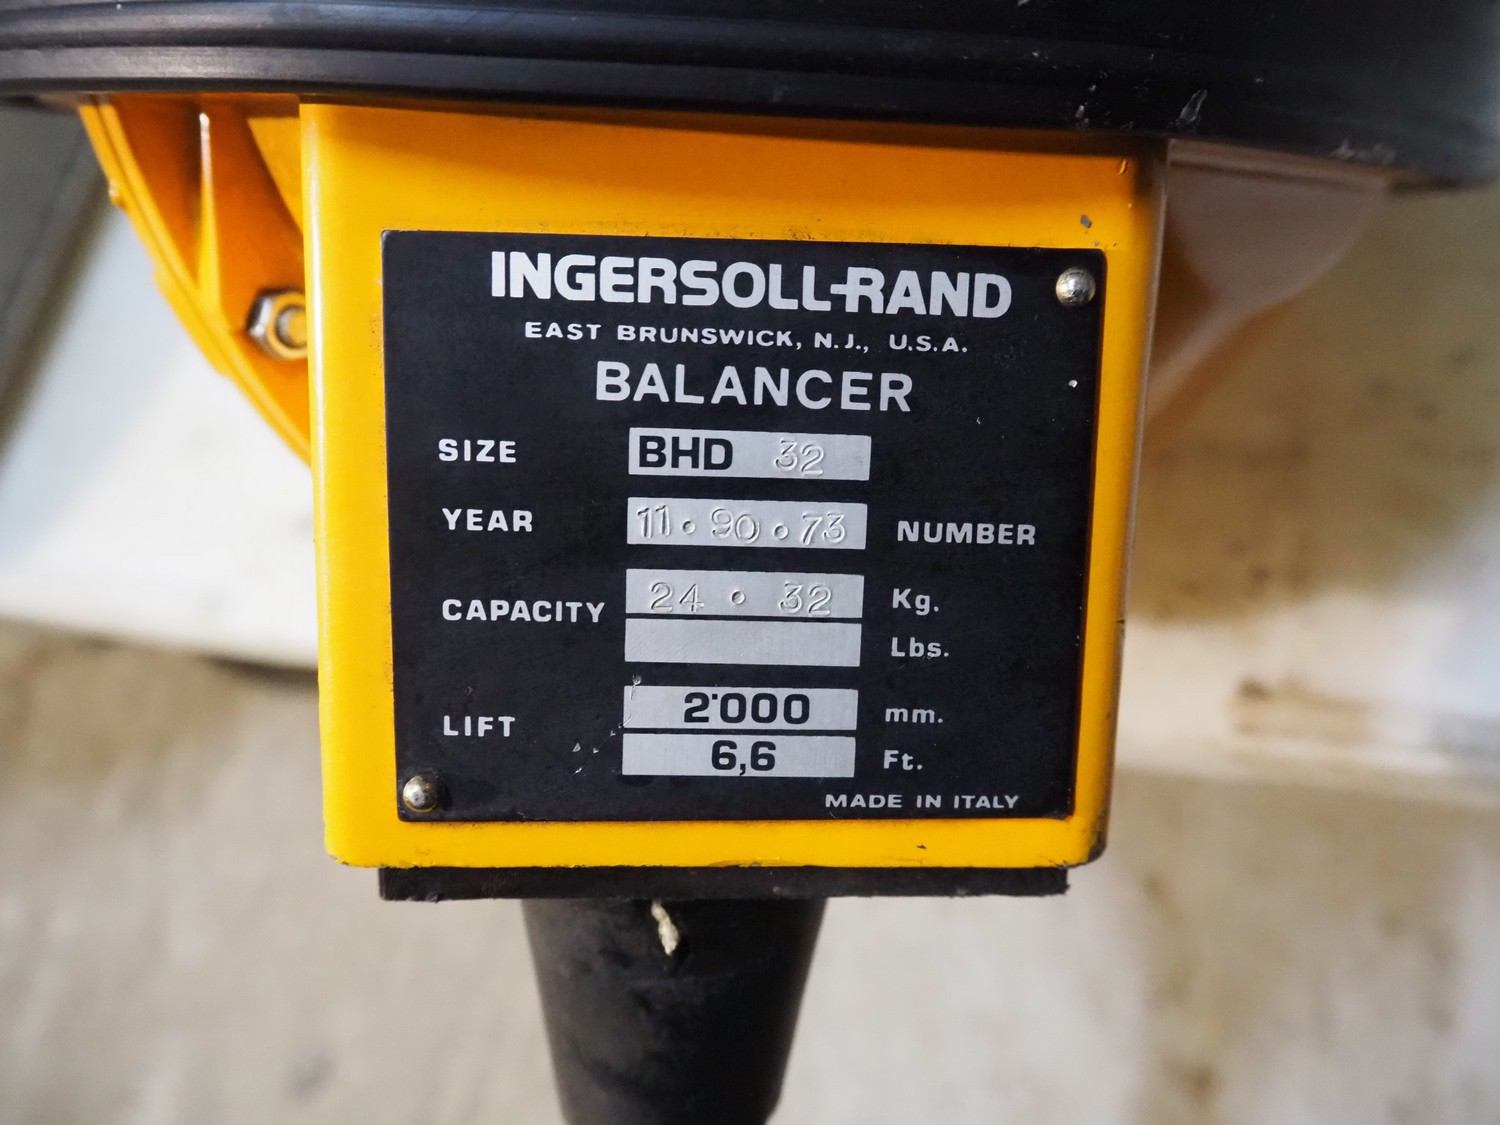 INGERSOLL-RAND
EAST BRUNSWICK, N.J., U.S.A.
BALANCER
SIZE BHD 32
YEAR 11·90·73 NUMBER
CAPACITY 24·32 Kg.
Lbs.
LIFT 2˙000 mm.
6,6 Ft.
MADE IN ITALY